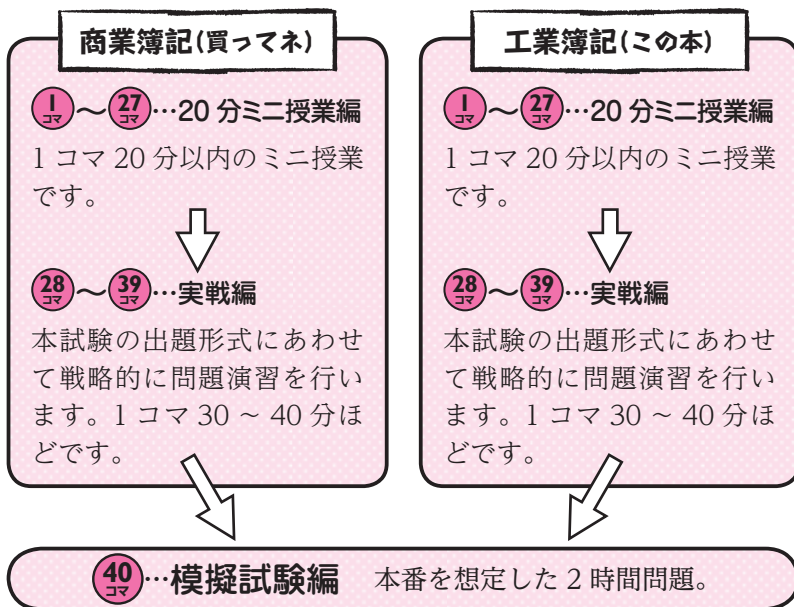 商業簿記(買ってネ)
1コマ～27コマ…20分ミニ授業編
1コマ20分以内のミニ授業
です。
28コマ～39コマ…実戦編
本試験の出題形式にあわせ
て戦略的に問題演習を行い
ます。1コマ30～40分ほ
どです。
工業簿記(この本)
1コマ～27コマ…20分ミニ授業編
1コマ20分以内のミニ授業
です。
28コマ～39コマ…実戦編
本試験の出題形式にあわせ
て戦略的に問題演習を行い
ます。1コマ30～40分ほ
どです。
40コマ…模擬試験編 本番を想定した2時間問題。